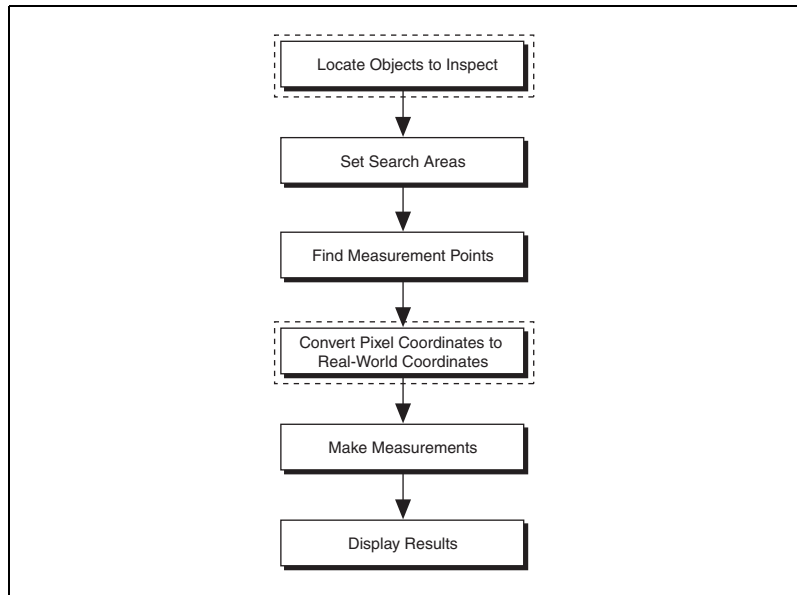 Locate Objects to Inspect
Set Search Areas
Find Measurement Points
Convert Pixel Coordinates to
Real-World Coordinates
Make Measurements
Display Results